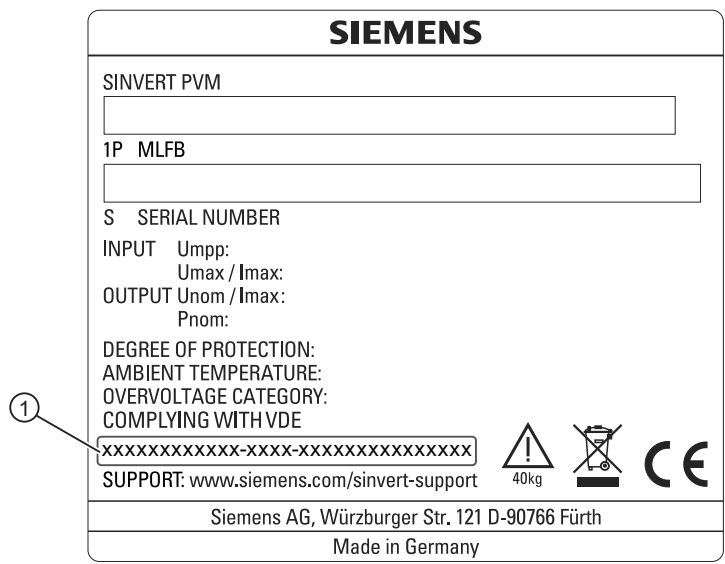 SIEMENS
SINVERT PVM
1P MLFB
S SERIAL NUMBER
INPUT Umpp:
Umax / Imax:
OUTPUT Unom / Imax:
Pnom:
DEGREE OF PROTECTION:
AMBIENT TEMPERATURE:
OVERVOLTAGE CATEGORY:
COMPLYING WITH VDE
1
xxxxxxxxxxxx-xxxx-xxxxxxxxxxxxxxx
SUPPORT: www.siemens.com/sinvert-support
40kg
CE
Siemens AG, Würzburger Str. 121 D-90766 Fürth
Made in Germany